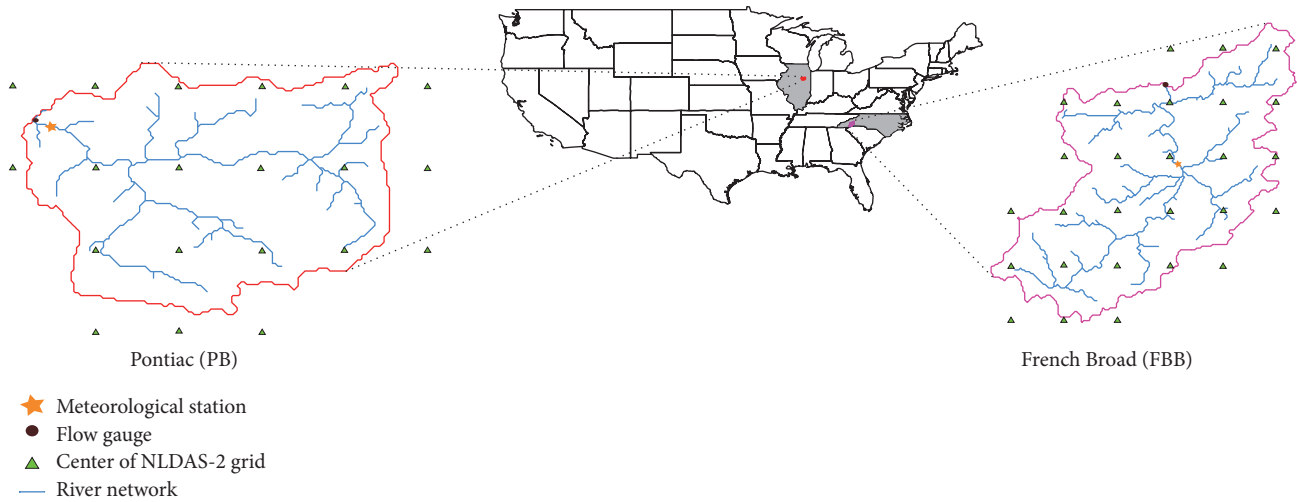 Pontiac (PB)
French Broad (FBB)
Meteorological station
Flow gauge
Center of NLDAS-2 grid
River network